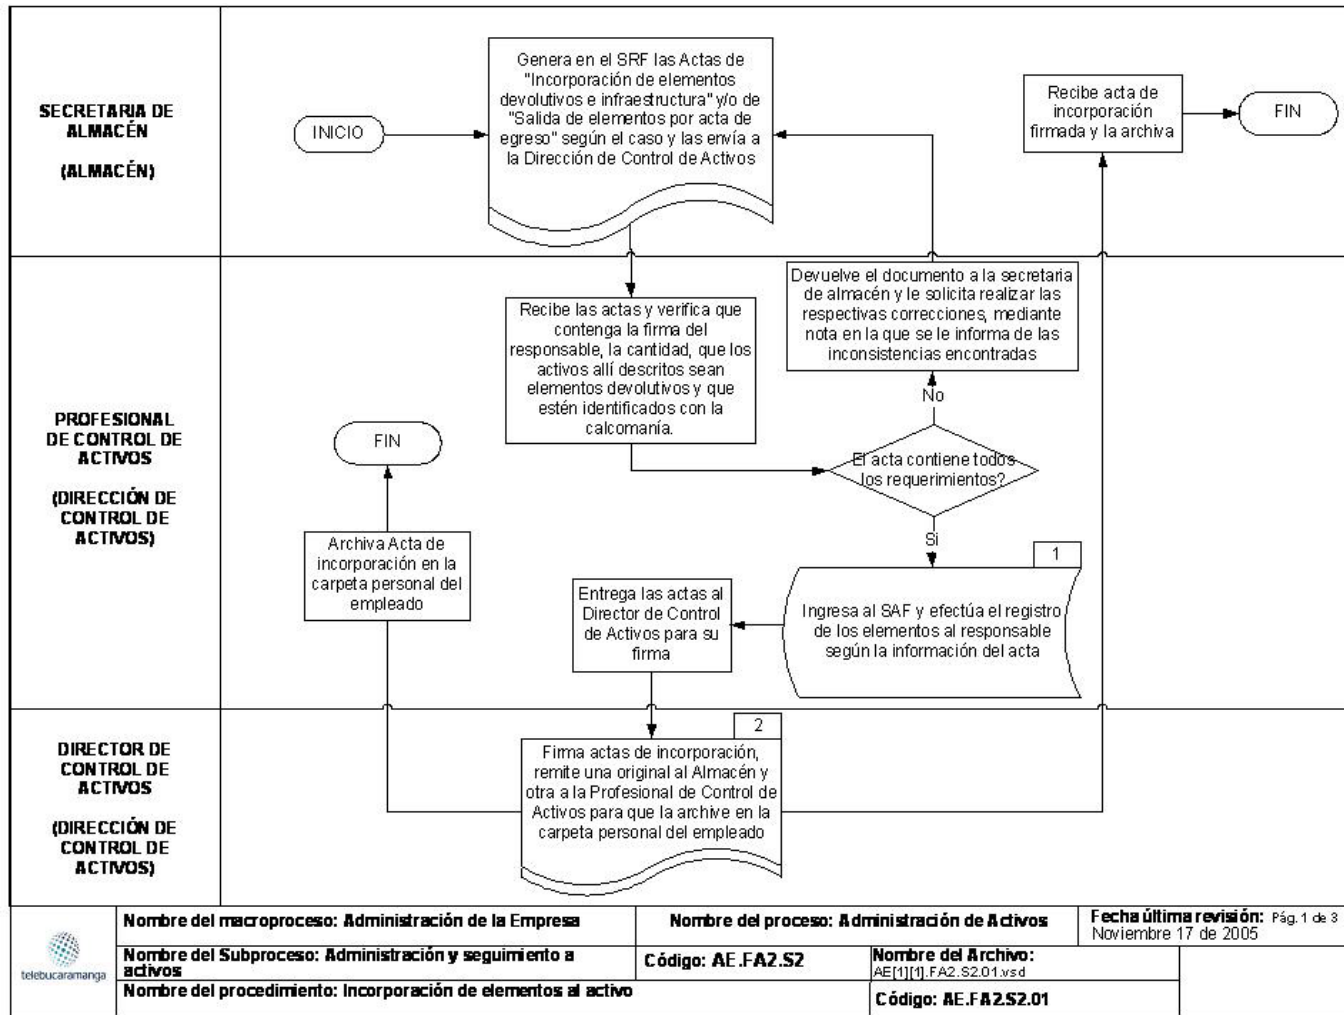 SECRETARIA DE
ALMACÉN
(ALMACÉN)
INICIO
Genera en el SRF las Actas de
"Incorporación de elementos
devolutivos e infraestructura" y/o de
"Salida de elementos por acta de
egreso" según el caso y las envía a
la Dirección de Control de Activos
Recibe acta de
incorporación
firmada y la archiva
FIN
PROFESIONAL
DE CONTROL DE
ACTIVOS
(DIRECCIÓN DE
CONTROL DE
ACTIVOS)
Recibe las actas y verifica que
contenga la firma del
responsable, la cantidad, que los
activos allí descritos sean
elementos devolutivos y que
estén identificados con la
calcomanía.
Devuelve el documento a la secretaria
de almacén y le solicita realizar las
respectivas correcciones, mediante
nota en la que se le informa de las
inconsistencias encontradas
No
El acta contiene todos
los requerimientos?
Si
FIN
Archiva Acta de
incorporación en la
carpeta personal del
empleado
Entrega las actas al
Director de Control
de Activos para su
firma
1
Ingresa al SAF y efectúa el registro
de los elementos al responsable
según la información del acta
DIRECTOR DE
CONTROL DE
ACTIVOS
(DIRECCIÓN DE
CONTROL DE
ACTIVOS)
2
Firma actas de incorporación,
remite una original al Almacén y
otra a la Profesional de Control de
Activos para que la archive en la
carpeta personal del empleado
telebucaramanga
Nombre del macroproceso: Administración de la Empresa
Nombre del proceso: Administración de Activos
Fecha última revisión: Pág. 1 de 3
Noviembre 17 de 2005
Nombre del Subproceso: Administración y seguimiento a
activos
Código: AE.FA2.S2
Nombre del Archivo:
AE[1][1].FA2.S2.01.vsd
Nombre del procedimiento: Incorporación de elementos al activo
Código: AE.FA2.S2.01